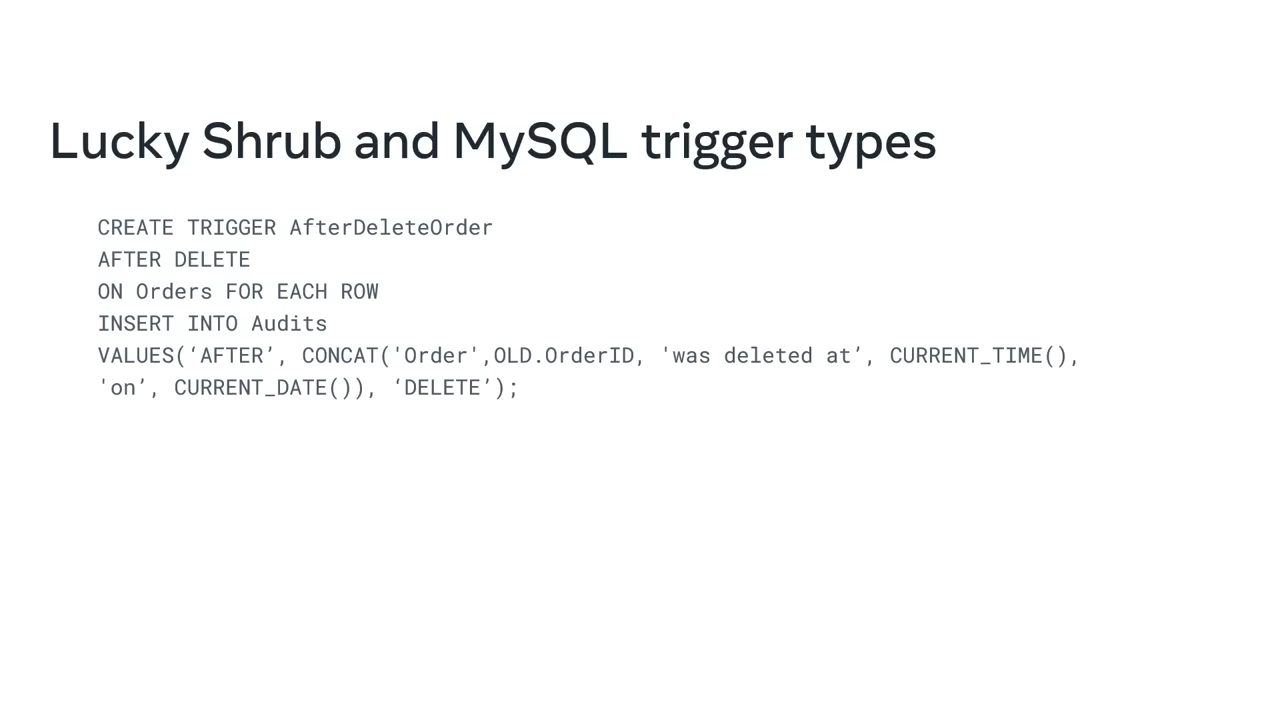 Lucky Shrub and MySQL trigger types
CREATE TRIGGER AfterDeleteOrder
AFTER DELETE
ON Orders FOR EACH ROW
INSERT INTO Audits
VALUES(‘AFTER’, CONCAT('Order',OLD.OrderID, 'was deleted at’, CURRENT_TIME(),
'on’, CURRENT_DATE()), ‘DELETE’);